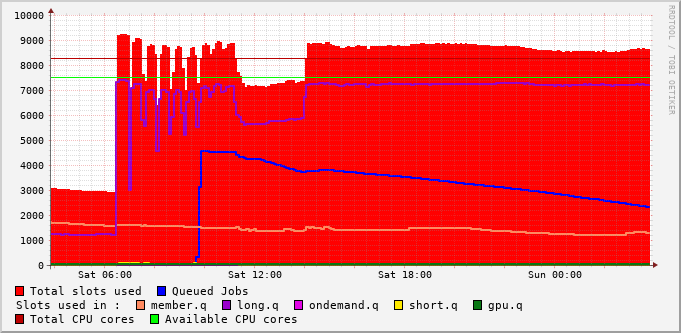 10000
9000
8000
7000
6000
5000
4000
3000
2000
1000
0
Sat 06:00 Sat 12:00 Sat 18:00 Sun 00:00
RRDTOOL / TOBI OETIKER
Total slots used Queued Jobs
Slots used in : member.q long.q ondemand.q short.q gpu.q
Total CPU cores Available CPU cores